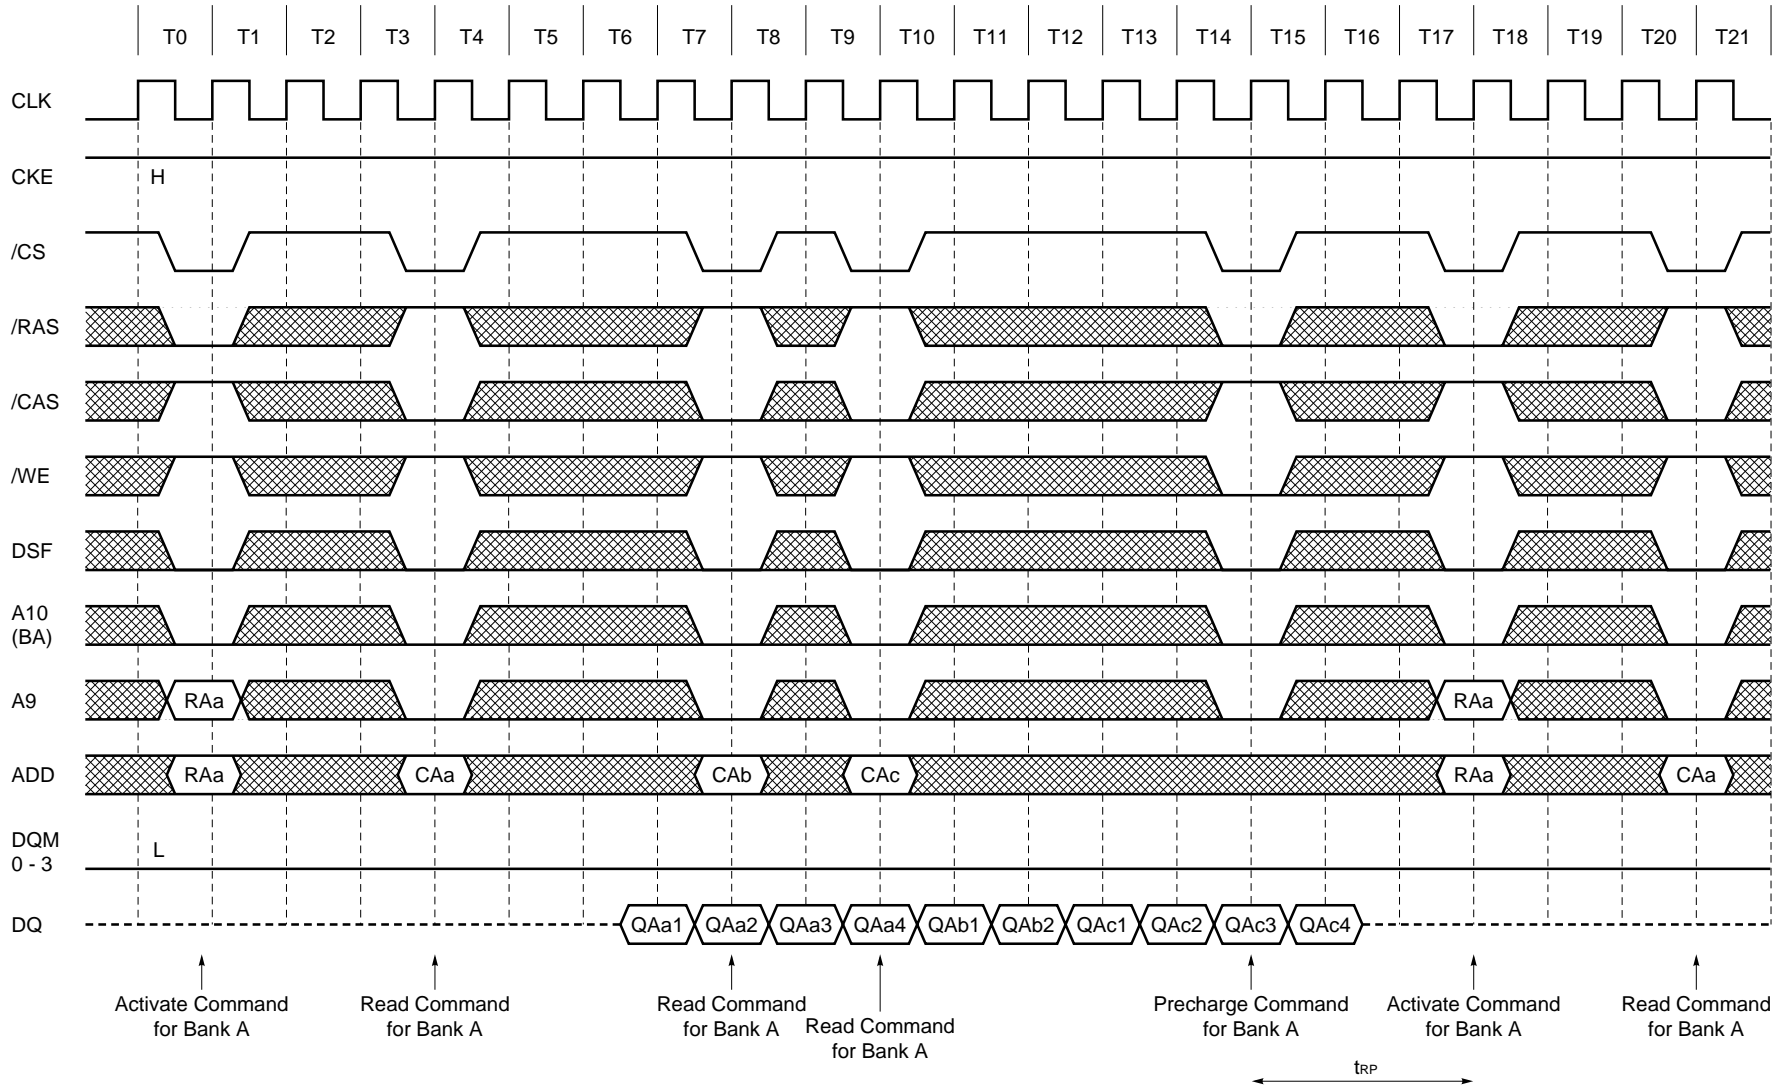 T0 T1 T2 T3 T4 T5 T6 T7 T8 T9 T10 T11 T12 T13 T14 T15 T16 T17 T18 T19 T20 T21
CLK
CKE H
/CS
/RAS
/CAS
/WE
DSF
A10
(BA)
A9 RAa RAa
ADD RAa CAa CAb CAc RAa CAa
DQM
0 - 3
L
DQ QAa1 QAa2 QAa3 QAa4 QAb1 QAb2 QAc1 QAc2 QAc3 QAc4
Activate Command
for Bank A
Read Command
for Bank A
Read Command
for Bank A
Read Command
for Bank A
Precharge Command
for Bank A
Activate Command
for Bank A
Read Command
for Bank A
tRP